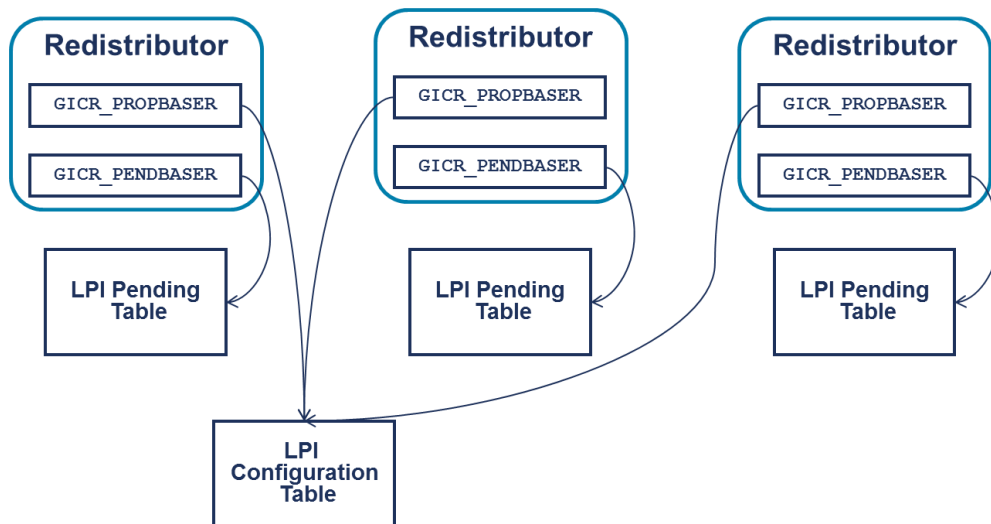 Redistributor
GICR_PROPBASER
GICR_PENDBASER
LPI Pending
Table
Redistributor
GICR_PROPBASER
GICR_PENDBASER
LPI Pending
Table
Redistributor
GICR_PROPBASER
GICR_PENDBASER
LPI Pending
Table
LPI
Configuration
Table